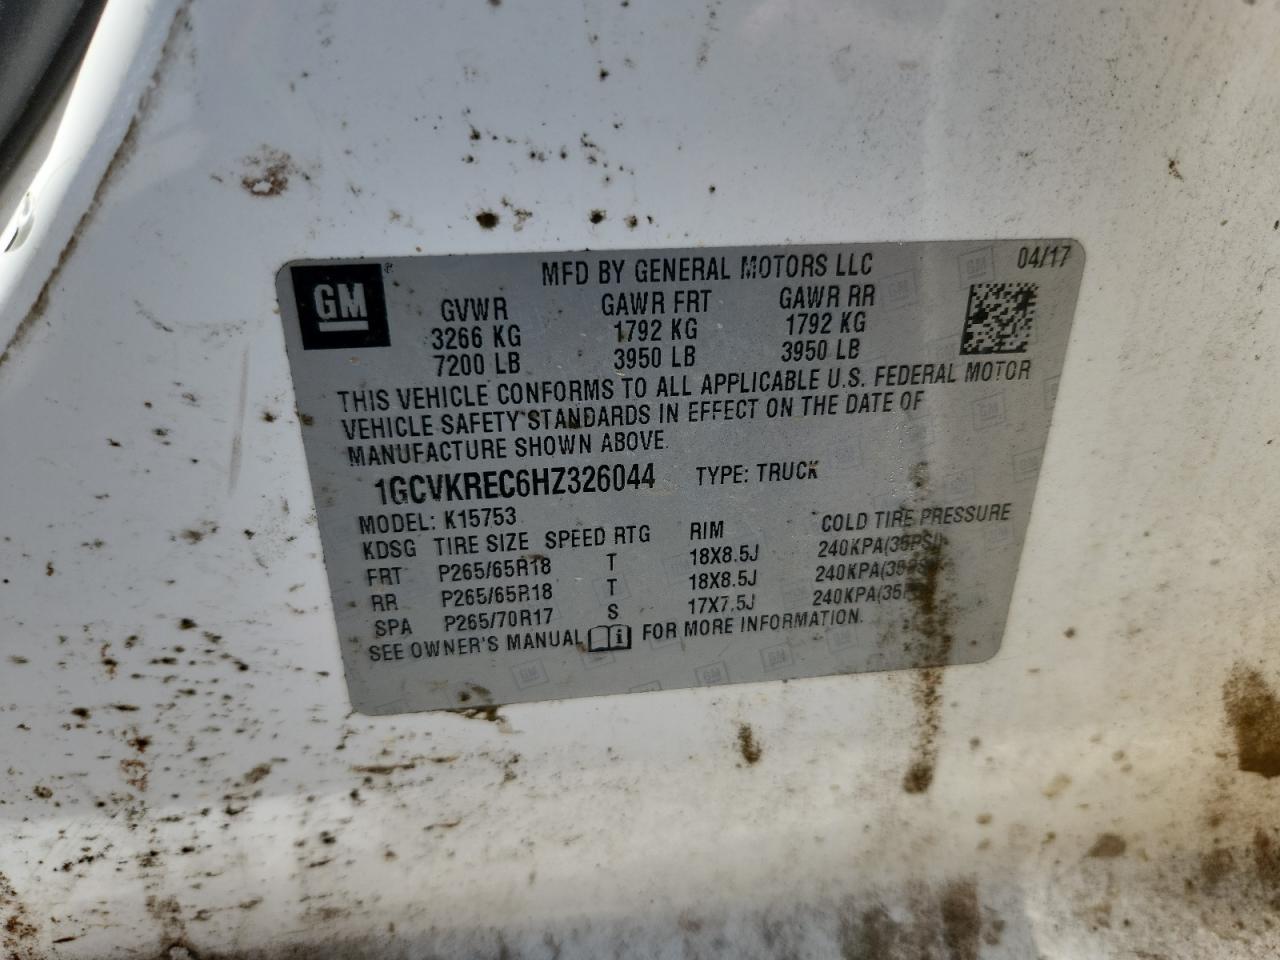 GM ®
MFD BY GENERAL MOTORS LLC 04/17
GVWR GAWR FRT GAWR RR
3266 KG 1792 KG 1792 KG
7200 LB 3950 LB 3950 LB
THIS VEHICLE CONFORMS TO ALL APPLICABLE U.S. FEDERAL MOTOR
VEHICLE SAFETY STANDARDS IN EFFECT ON THE DATE OF
MANUFACTURE SHOWN ABOVE.
1GCVKREC6HZ326044 TYPE: TRUCK
MODEL: K15753
KDSG TIRE SIZE SPEED RTG RIM COLD TIRE PRESSURE
FRT P265/65R18 T 18X8.5J 240KPA(35PSI)
RR P265/65R18 T 18X8.5J 240KPA(35PSI)
SPA P265/70R17 S 17X7.5J 240KPA(35
SEE OWNER'S MANUAL FOR MORE INFORMATION.